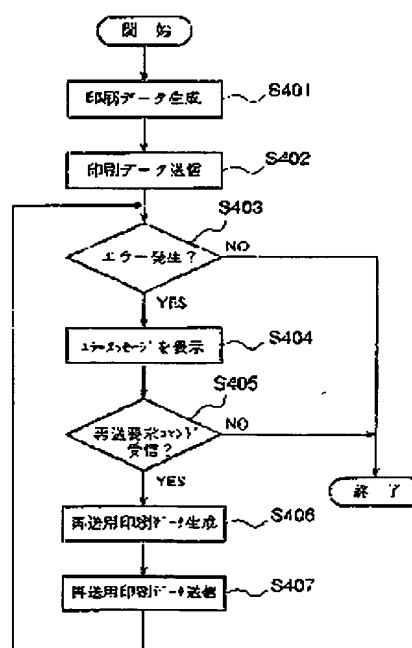 開 始
印刷データ生成
S401
印刷データ送信
S402
S403
エラー発生?
NO
YES
エラーメッセージを表示
S404
S405
再送要求コマンド
受信?
NO
YES
終 了
再送用印刷データ生成
S406
再送用印刷データ送信
S407